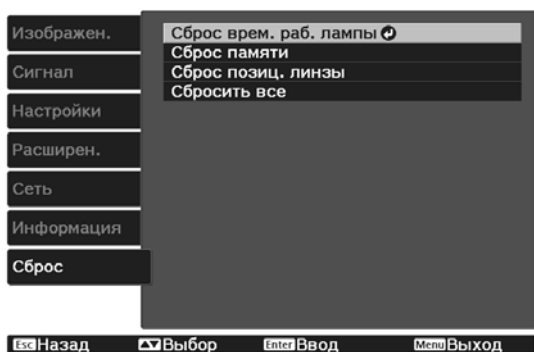 Изображен.
Сигнал
Настройки
Расширен.
Сеть
Информация
Сброс
Сброс врем. раб. лампы
Сброс памяти
Сброс позиц. линзы
Сбросить все
Esc Назад Выбор Enter Ввод Menu Выход